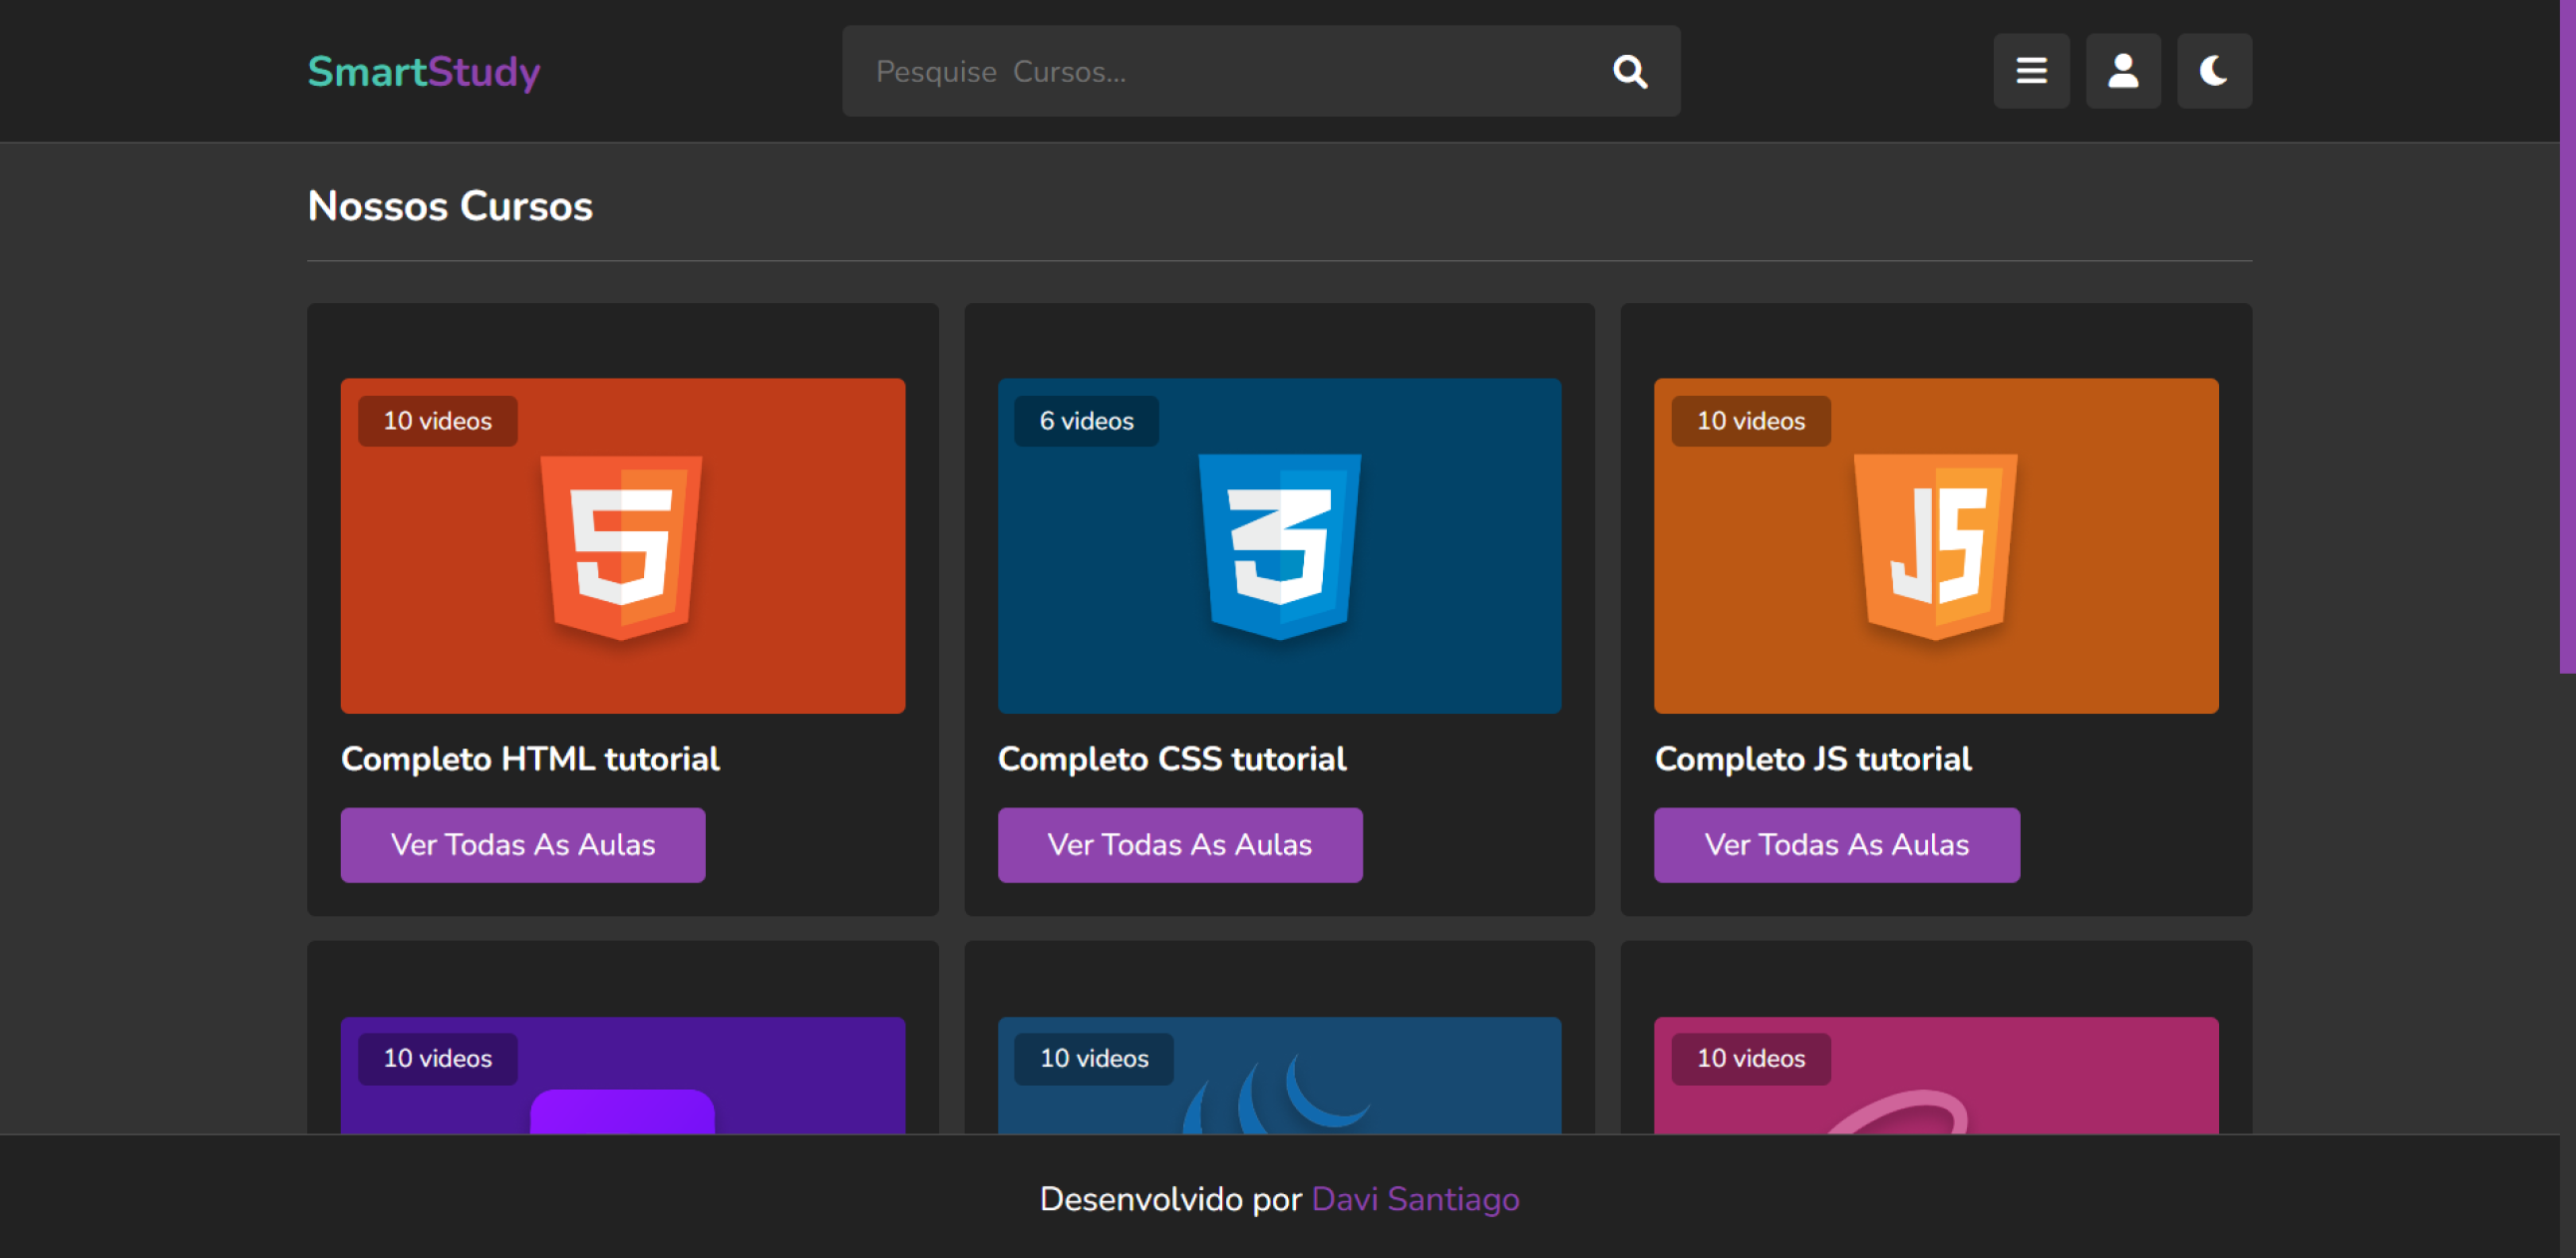 SmartStudy
Pesquise Cursos...
Nossos Cursos
10 videos
6 videos
10 videos
5
3
JS
Completo HTML tutorial
Completo CSS tutorial
Completo JS tutorial
Ver Todas As Aulas
Ver Todas As Aulas
Ver Todas As Aulas
10 videos
10 videos
10 videos
Desenvolvido por Davi Santiago